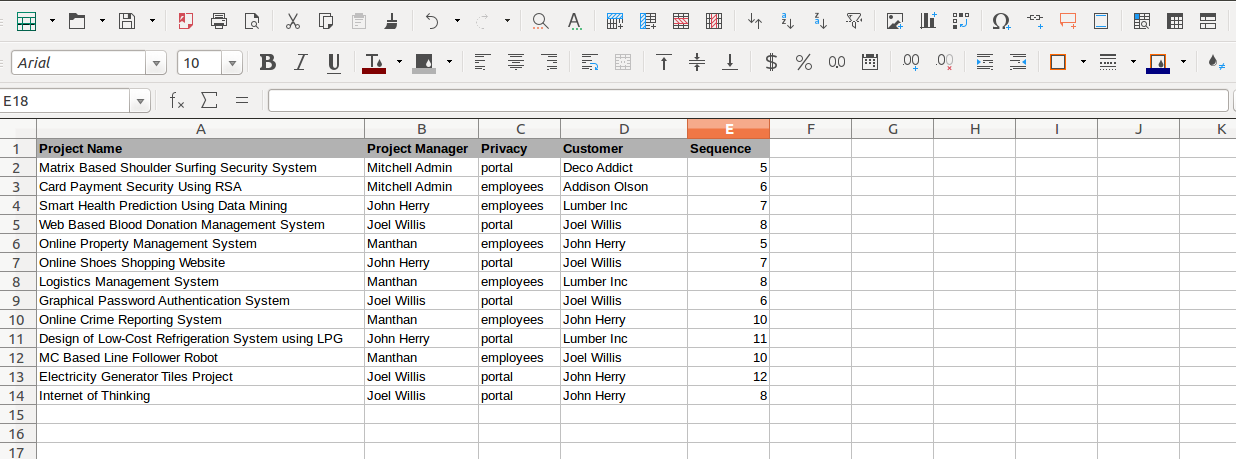 Arial 10
E18
A B C D E F G H I J K
1 Project Name Project Manager Privacy Customer Sequence
2 Matrix Based Shoulder Surfing Security System Mitchell Admin portal Deco Addict 5
3 Card Payment Security Using RSA Mitchell Admin employees Addison Olson 6
4 Smart Health Prediction Using Data Mining John Herry employees Lumber Inc 7
5 Web Based Blood Donation Management System Joel Willis portal Joel Willis 8
6 Online Property Management System Manthan employees John Herry 5
7 Online Shoes Shopping Website John Herry portal Joel Willis 7
8 Logistics Management System Manthan employees Lumber Inc 8
9 Graphical Password Authentication System Joel Willis portal Joel Willis 6
10 Online Crime Reporting System Manthan employees John Herry 10
11 Design of Low-Cost Refrigeration System using LPG John Herry portal Lumber Inc 11
12 MC Based Line Follower Robot Manthan employees Joel Willis 10
13 Electricity Generator Tiles Project Joel Willis portal John Herry 12
14 Internet of Thinking Joel Willis portal John Herry 8
15
16
17